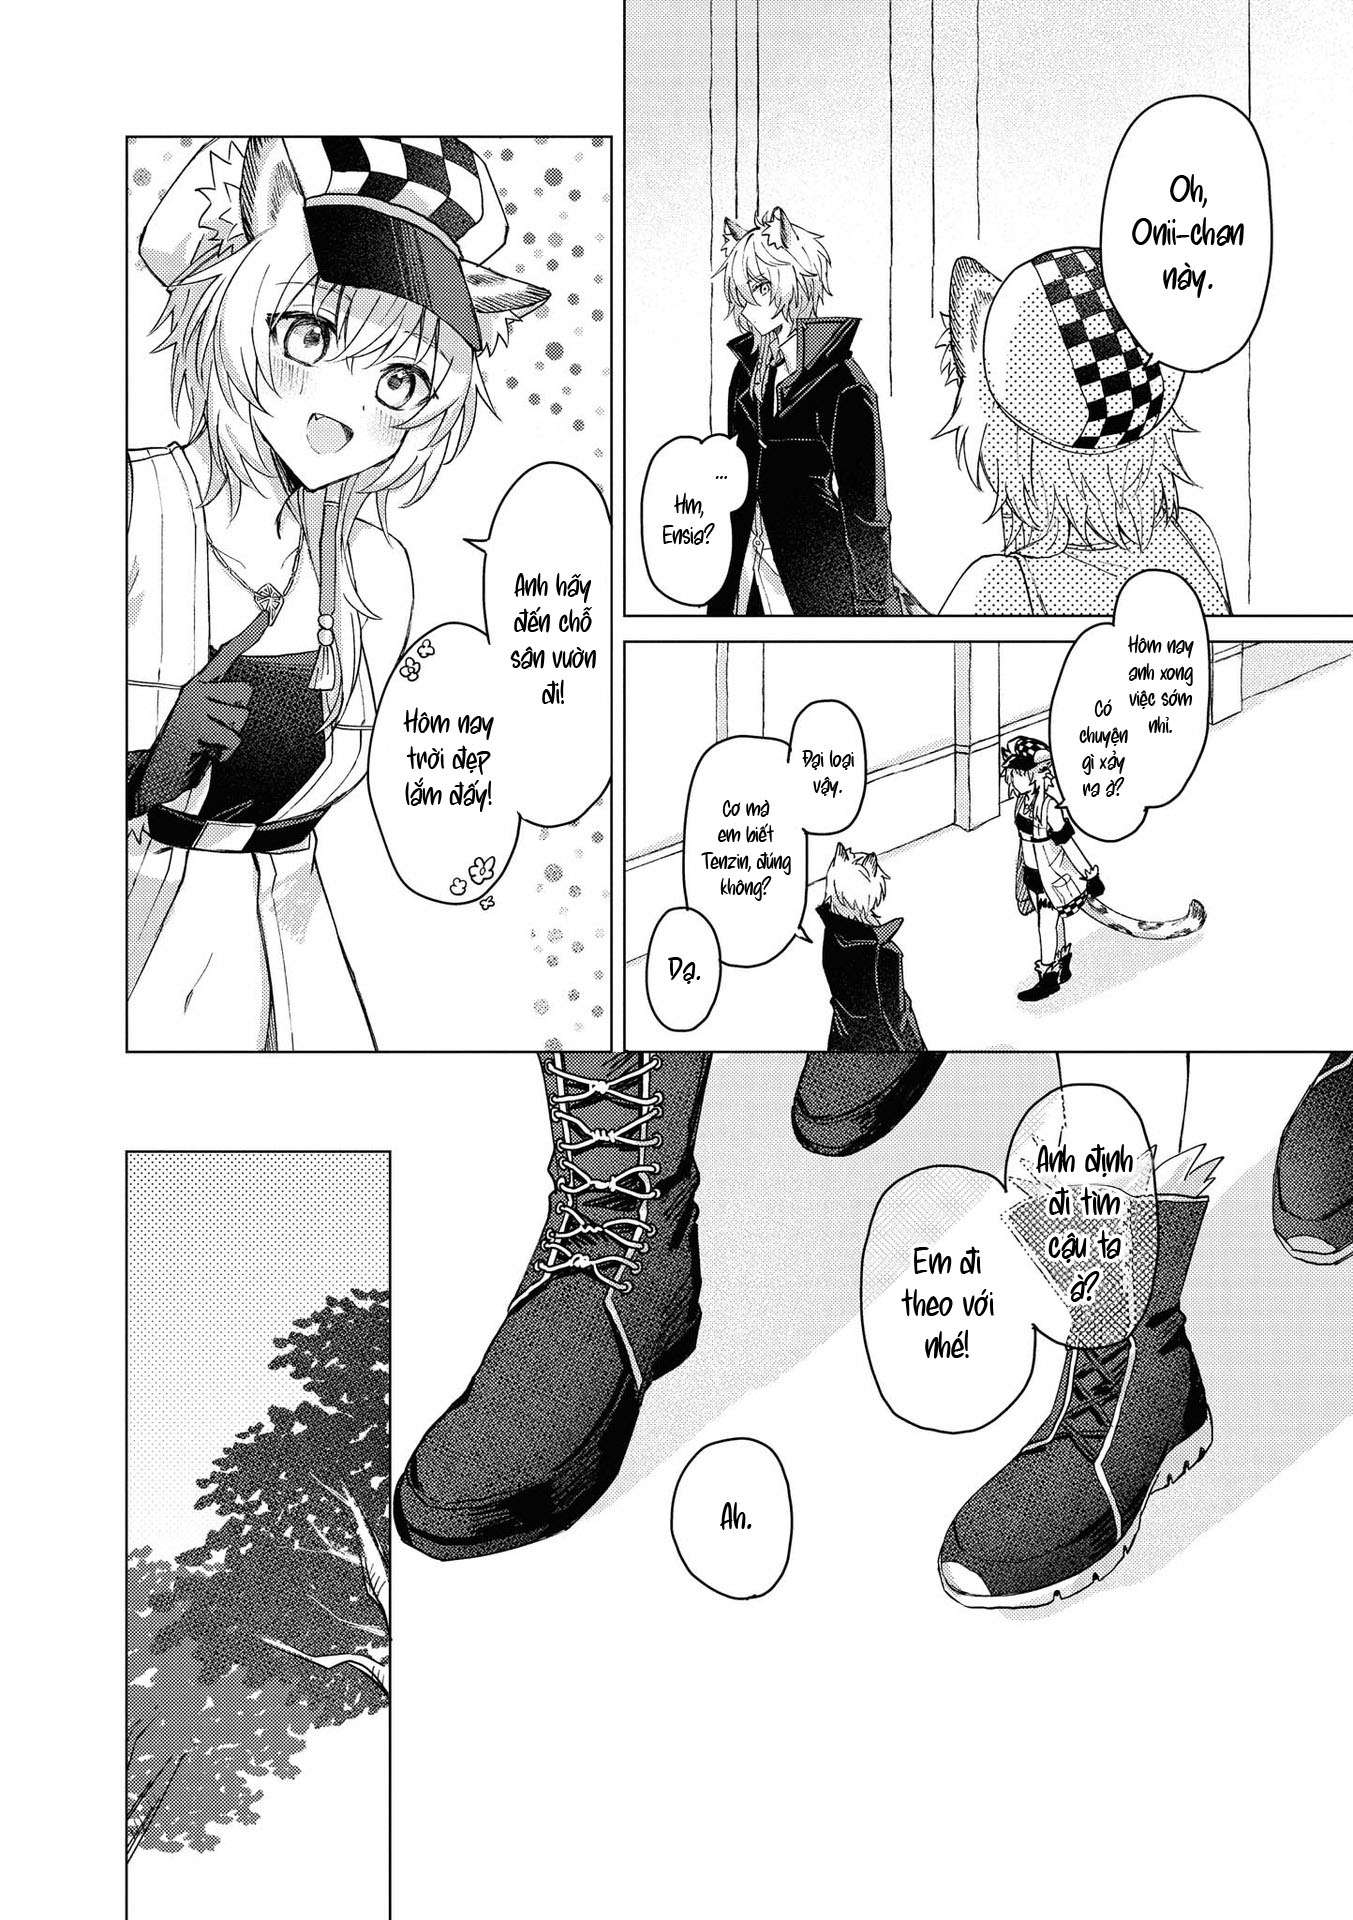 Oh,
Onii-chan
này.
...
Hm,
Ensia?
Hôm nay
anh xong
việc sớm
nhỉ.
Có
chuyện
gì xảy
ra à?
Đại loại
vậy.
Cơ mà
em biết
Tenzin, đúng
không?
Dạ.
Anh hãy
đến chỗ
sân vườn
đi!
Hôm nay
trời đẹp
lắm đấy!
Anh định
đi tìm
cậu ta
à?
Em đi
theo với
nhé!
Ah.